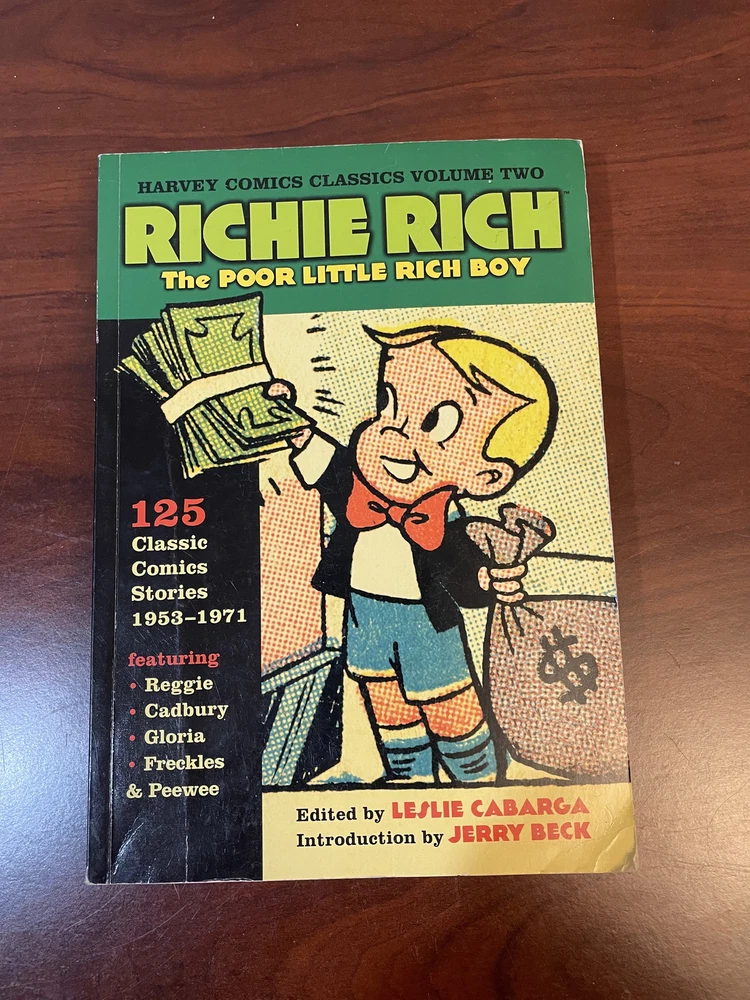 HARVEY COMICS CLASSICS VOLUME TWO
RICHIE RICH™
The POOR LITTLE RICH BOY
125
Classic
Comics
Stories
1953–1971
featuring
• Reggie
• Cadbury
• Gloria
• Freckles
& Peewee
$
Edited by LESLIE CABARGA
Introduction by JERRY BECK